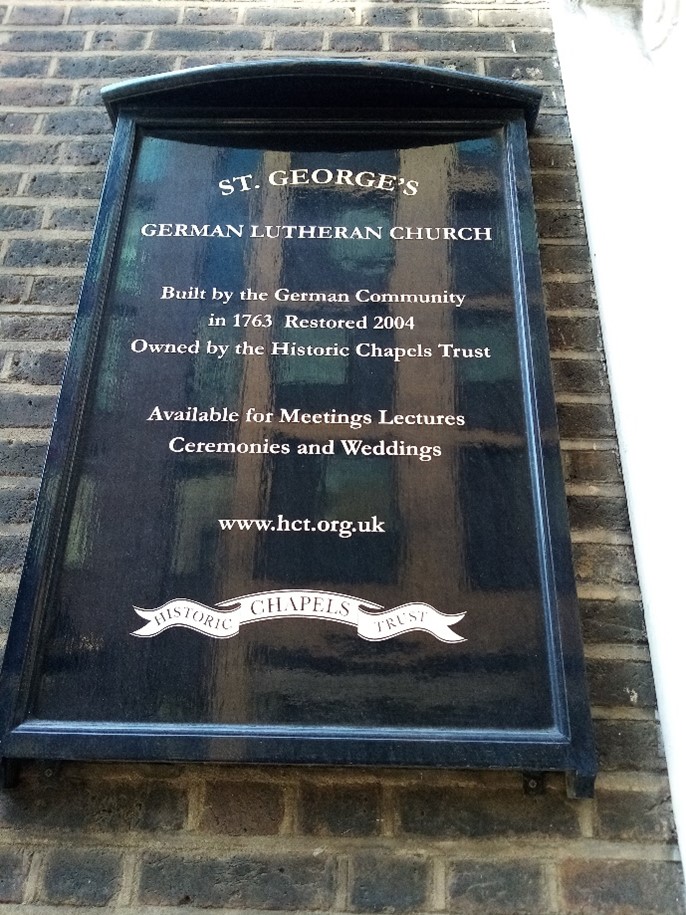 ST. GEORGE'S
GERMAN LUTHERAN CHURCH
Built by the German Community
in 1763 Restored 2004
Owned by the Historic Chapels Trust
Available for Meetings Lectures
Ceremonies and Weddings
www.hct.org.uk
HISTORIC CHAPELS TRUST